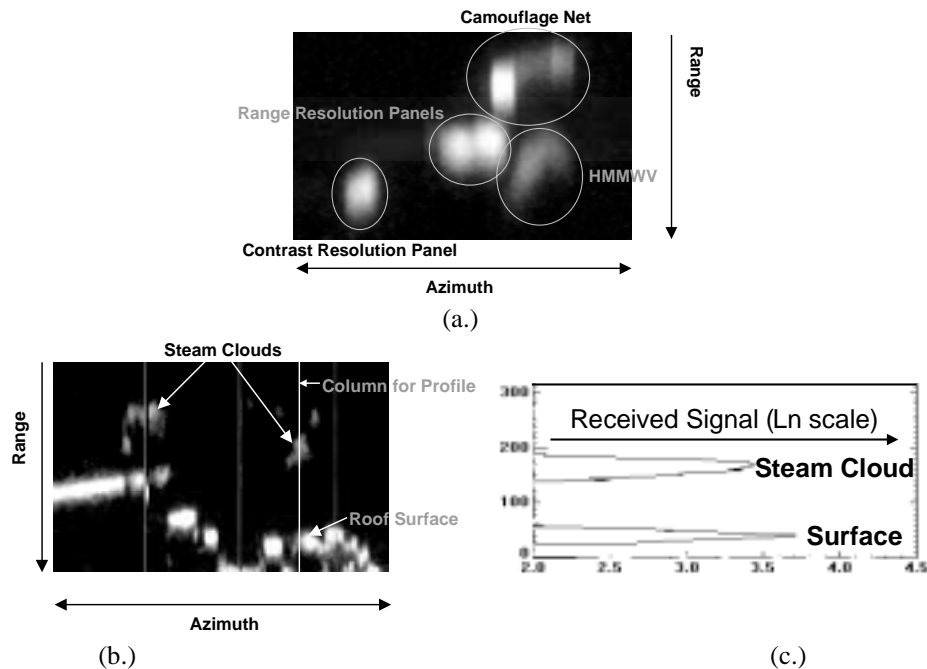 (a.)
Camouflage Net
Range
Range Resolution Panels
HMMWV
Contrast Resolution Panel
Azimuth
(a.)
Steam Clouds
Column for Profile
Range
Roof Surface
Azimuth
(b.)
300
200
100
0
Received Signal (Ln scale)
Steam Cloud
Surface
2.0 2.5 3.0 3.5 4.0 4.5
(c.)